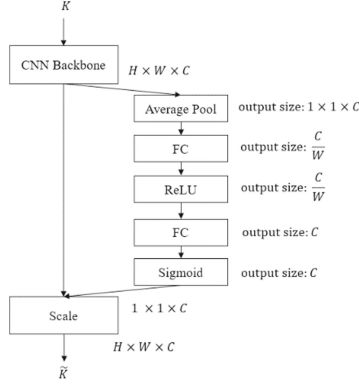 K
CNN Backbone
H × W × C
Average Pool
output size: 1 × 1 × C
FC
output size: C/W
ReLU
output size: C/W
FC
output size: C
Sigmoid
output size: C
Scale
1 × 1 × C
H × W × C
K̃